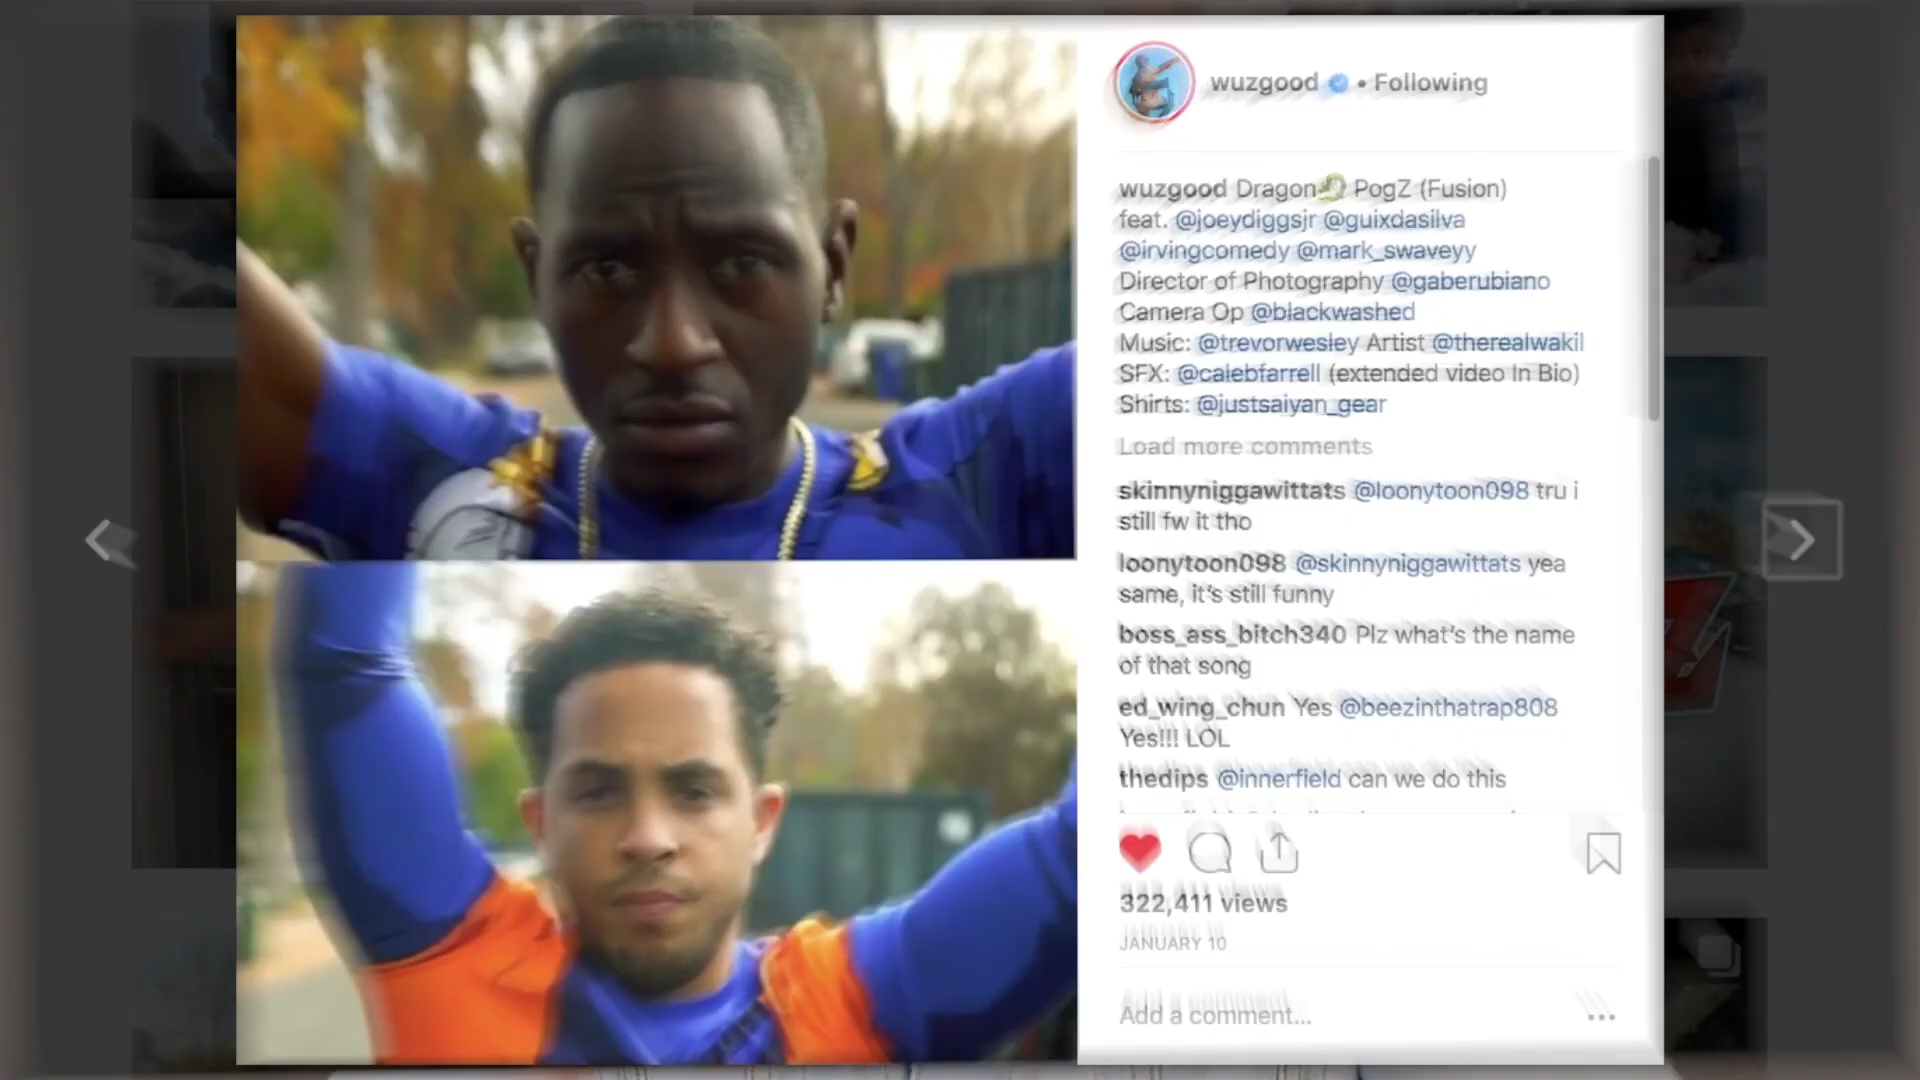 wuzgood • Following
wuzgood Dragon PogZ (Fusion)
feat. @joeydiggsjr @guixdasilva
@irvingcomedy @mark_swaveyy
Director of Photography @gaberubiano
Camera Op @blackwashed
Music: @trevorwesley Artist @therealwakil
SFX: @calebfarrell (extended video In Bio)
Shirts: @justsaiyan_gear
Load more comments
skinnyniggawittats @loonytoon098 tru i
still fw it tho
loonytoon098 @skinnyniggawittats yea
same, it's still funny
boss_ass_bitch340 Plz what's the name
of that song
ed_wing_chun Yes @beezinthatrap808
Yes!!! LOL
thedips @innerfield can we do this
322,411 views
JANUARY 10
Add a comment...